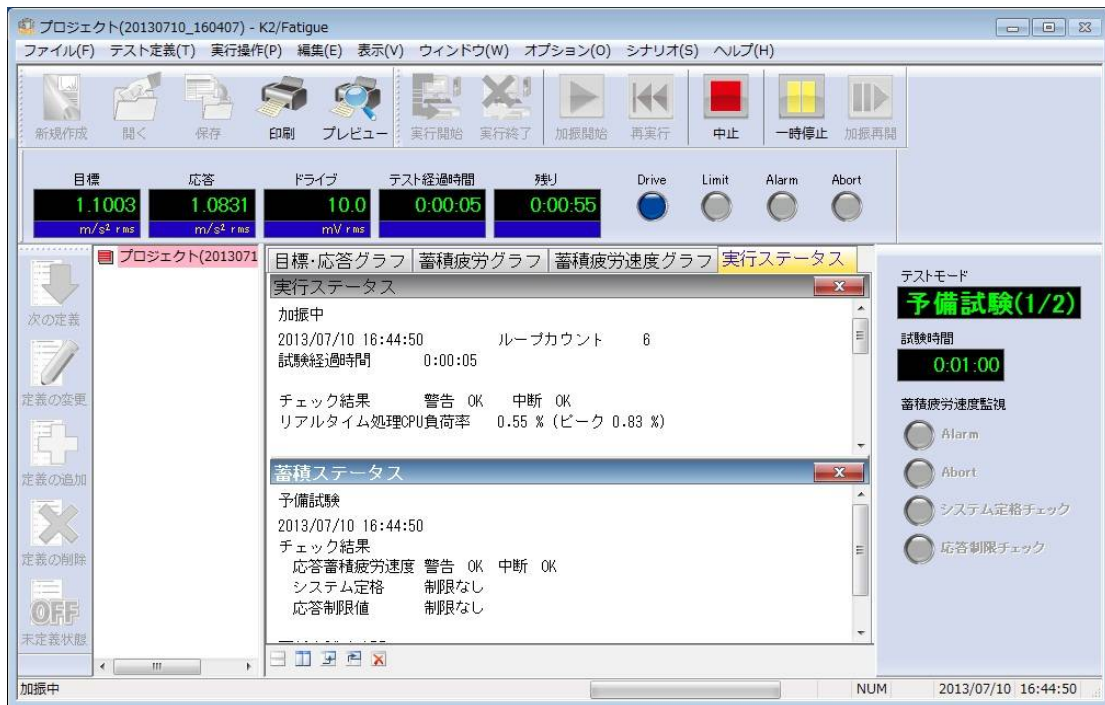 プロジェクト(20130710_160407) - K2/Fatigue
ファイル(F) テスト定義(T) 実行操作(P) 編集(E) 表示(V) ウィンドウ(W) オプション(O) シナリオ(S) ヘルプ(H)
新規作成 開く 保存 印刷 プレビュー 実行開始 実行終了 加振開始 再実行 中止 一時停止 加振再開
目標 応答 ドライブ テスト経過時間 残り Drive Limit Alarm Abort
1.1003 1.0831 10.0 0:00:05 0:00:55
m/s² rms m/s² rms mV rms
次の定義
定義の変更
定義の追加
定義の削除
OFF
未定義状態
プロジェクト(2013071
目標・応答グラフ 蓄積疲労グラフ 蓄積疲労速度グラフ 実行ステータス
実行ステータス
加振中
2013/07/10 16:44:50 ループカウント 6
試験経過時間 0:00:05
チェック結果 警告 OK 中断 OK
リアルタイム処理CPU負荷率 0.55 % (ピーク 0.83 %)
蓄積ステータス
予備試験
2013/07/10 16:44:50
チェック結果
応答蓄積疲労速度 警告 OK 中断 OK
システム定格 制限なし
応答制限値 制限なし
テストモード
予備試験(1/2)
試験時間
0:01:00
蓄積疲労速度監視
Alarm
Abort
システム定格チェック
応答制限チェック
加振中 NUM 2013/07/10 16:44:50